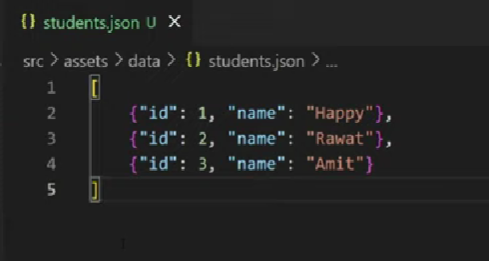 {} students.json U X
src > assets > data > {} students.json > ...
1 [
2 {"id": 1, "name": "Happy"},
3 {"id": 2, "name": "Rawat"},
4 {"id": 3, "name": "Amit"}
5 ]